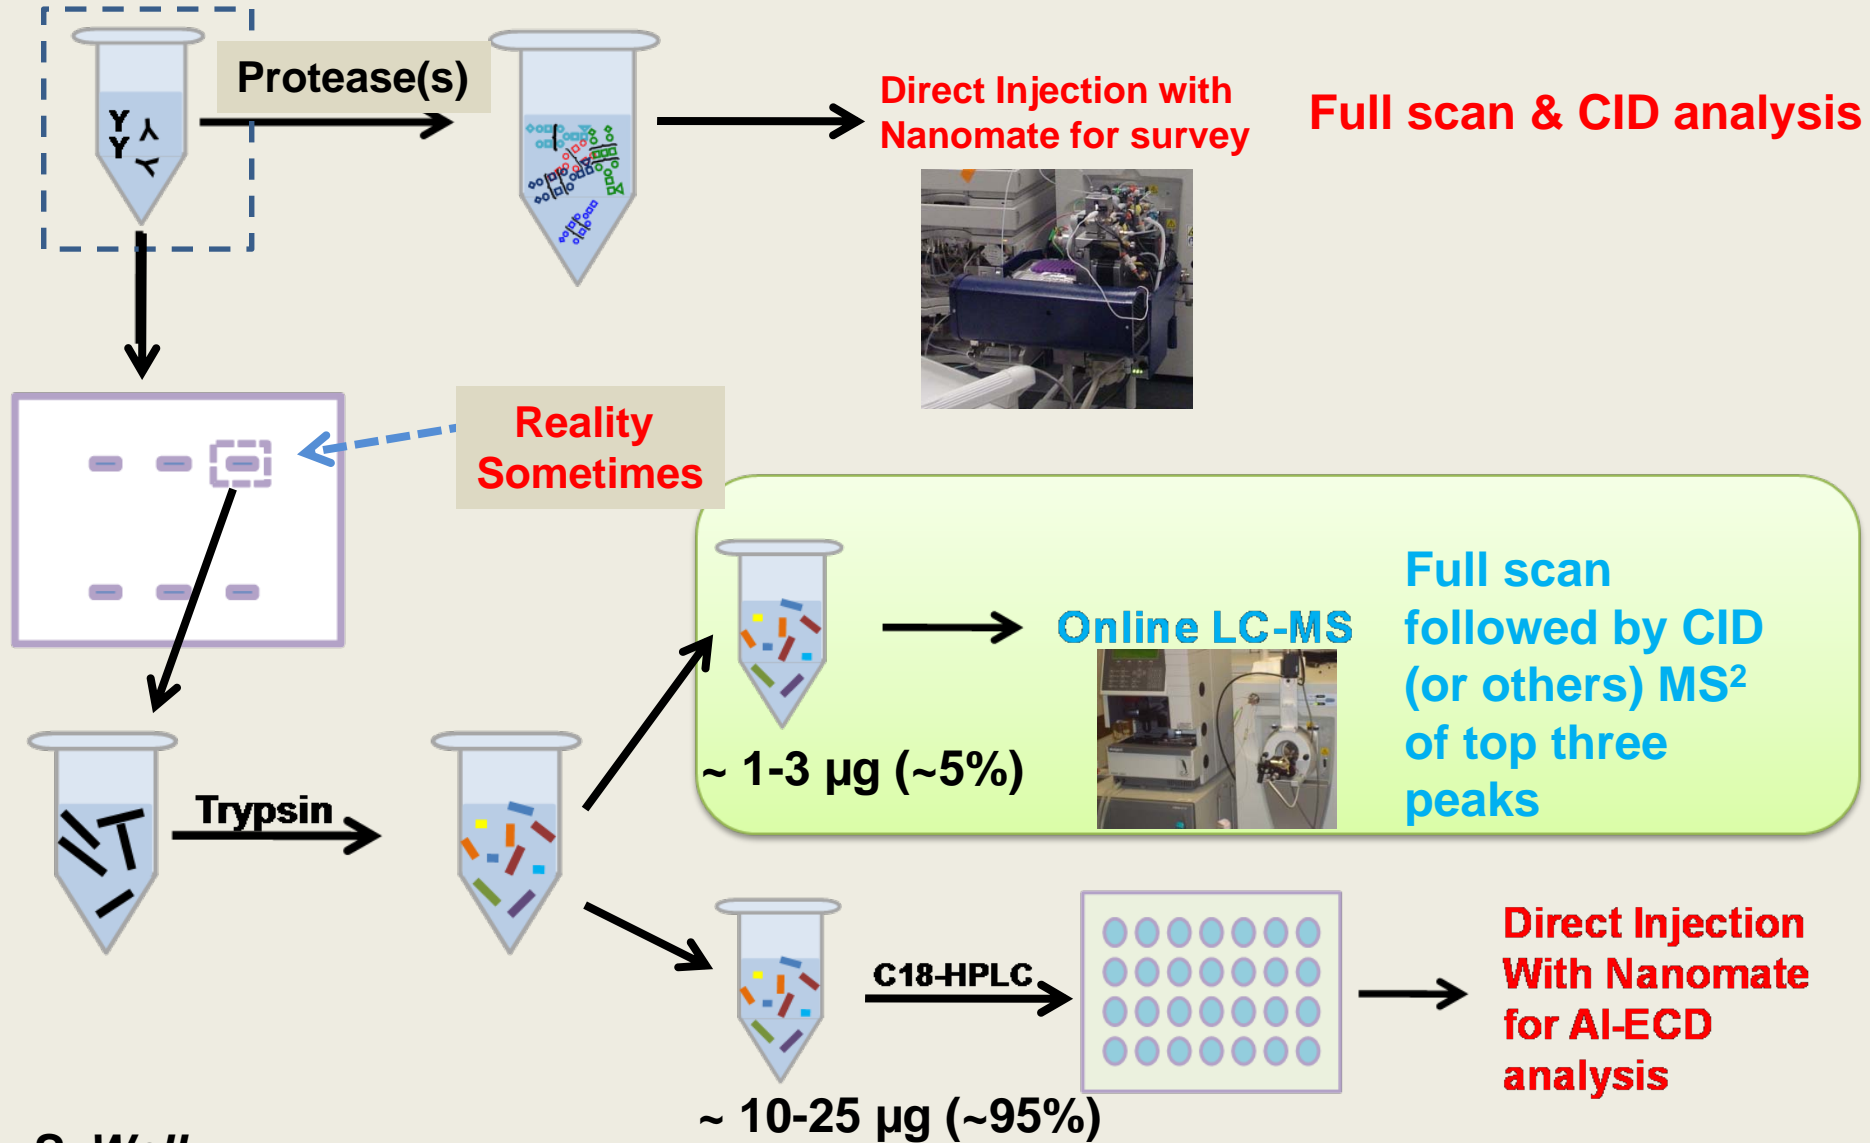 Protease(s)
Direct Injection with
Nanomate for survey
Full scan & CID analysis
Reality
Sometimes
Online LC-MS
Full scan
followed by CID
(or others) MS²
of top three
peaks
~ 1-3 µg (~5%)
Trypsin
C18-HPLC
Direct Injection
With Nanomate
for AI-ECD
analysis
~ 10-25 µg (~95%)